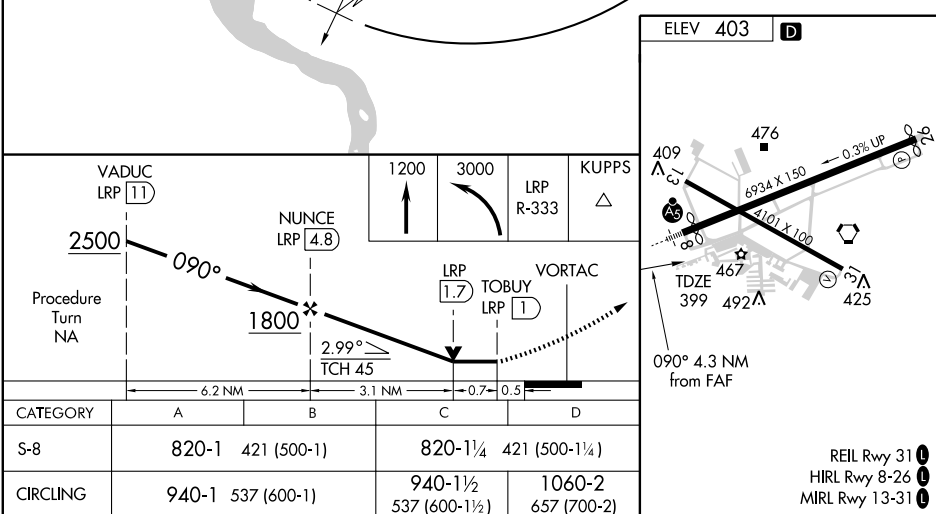 VADUC
LRP 11
2500
090°
NUNCE
LRP 4.8
1800
Procedure
Turn
NA
2.99°
TCH 45
LRP
1.7
TOBUY
LRP 1
VORTAC
1200
3000
LRP
R-333
KUPPS
6.2 NM
3.1 NM
0.7
0.5
CATEGORY A B C D
S-8 820-1 421 (500-1) 820-1¼ 421 (500-1¼)
CIRCLING 940-1 537 (600-1) 940-1½ 537 (600-1½) 1060-2 657 (700-2)
ELEV 403 D
476
409
13
0.3% UP
26
P
6934 X 150
4101 X 100
A5
8
467
TDZE
399
492
V
31
425
090° 4.3 NM
from FAF
REIL Rwy 31 L
HIRL Rwy 8-26 L
MIRL Rwy 13-31 L